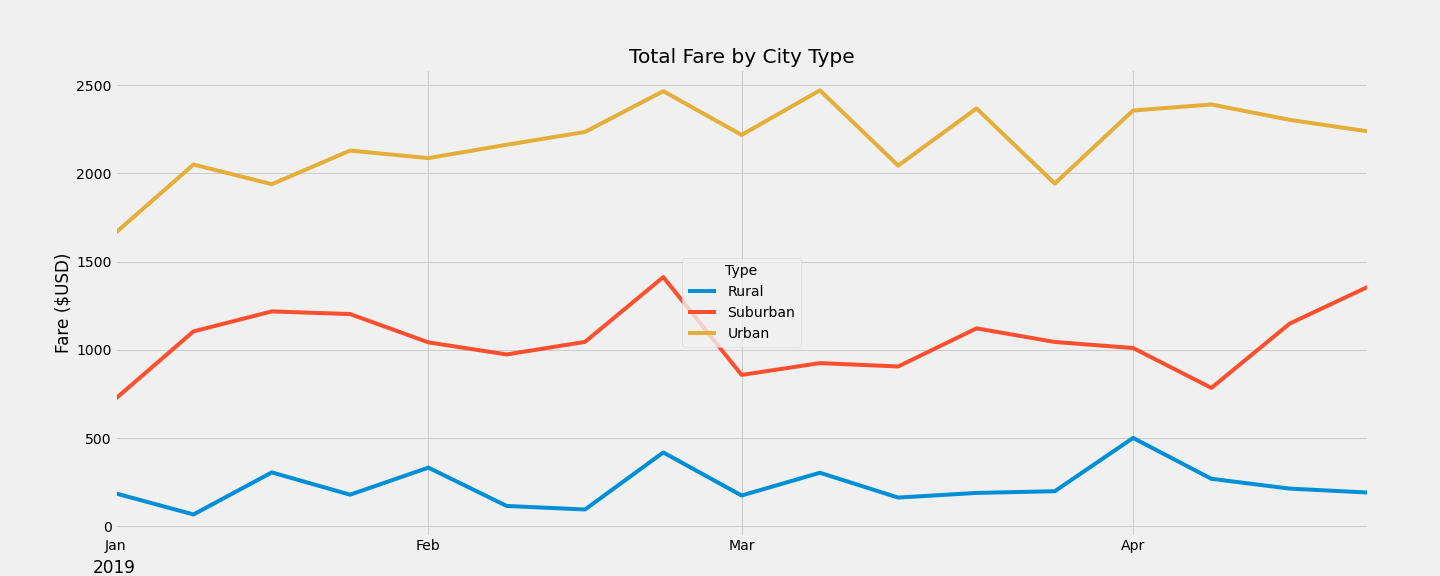 Total Fare by City Type
Fare ($USD)
2500
2000
1500
1000
500
0
Type
Rural
Suburban
Urban
Jan Feb Mar Apr
2019